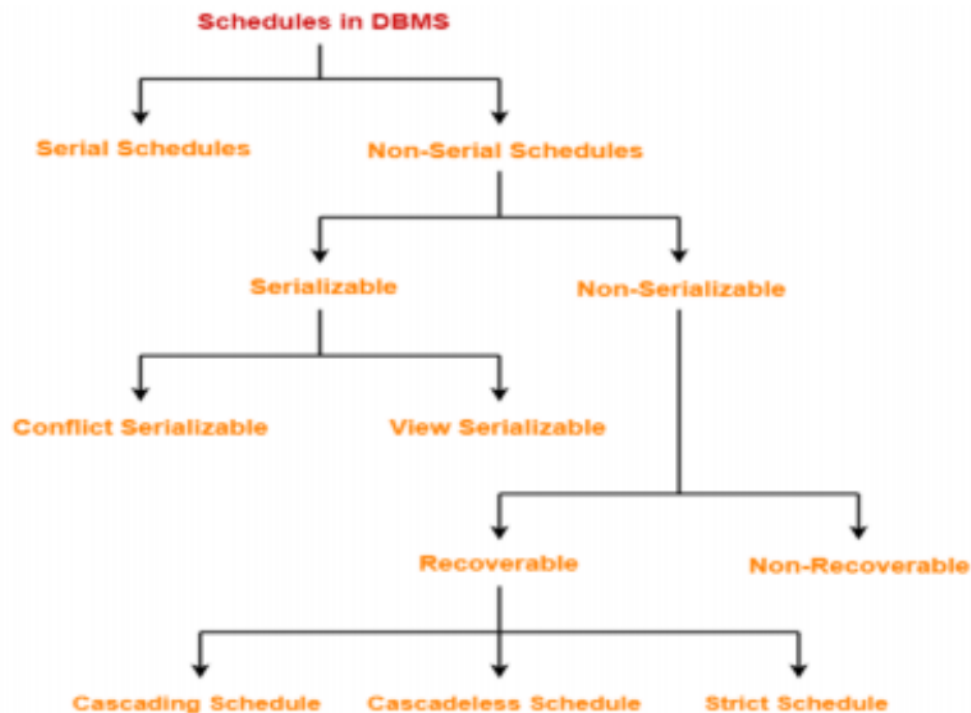 Schedules in DBMS
Serial Schedules
Non-Serial Schedules
Serializable
Non-Serializable
Conflict Serializable
View Serializable
Recoverable
Non-Recoverable
Cascading Schedule
Cascadeless Schedule
Strict Schedule